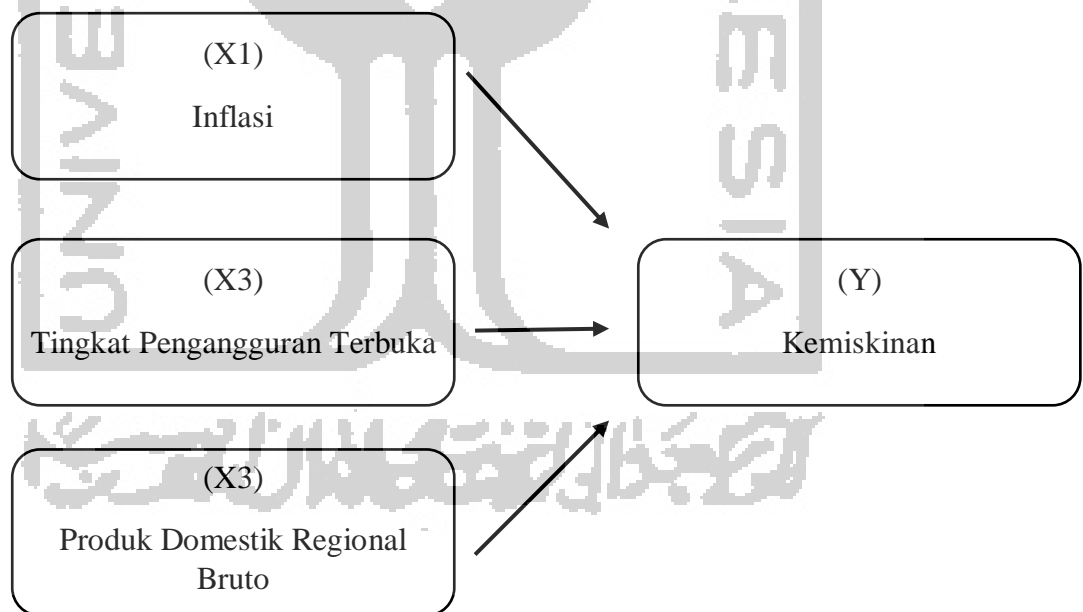 (X1)
Inflasi
(X3)
Tingkat Pengangguran Terbuka
(Y)
Kemiskinan
(X3)
Produk Domestik Regional
Bruto